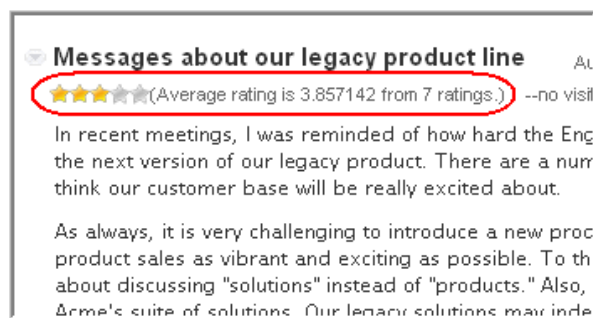 Messages about our legacy product line
(Average rating is 3.857142 from 7 ratings.) --no
In recent meetings, I was reminded of how hard the Eng
the next version of our legacy product. There are a num
think our customer base will be really excited about.
As always, it is very challenging to introduce a new
product sales as vibrant and exciting as possible. To th
about discussing "solutions" instead of "products." Also,
Acme's suite of solutions. Our legacy solutions may inde